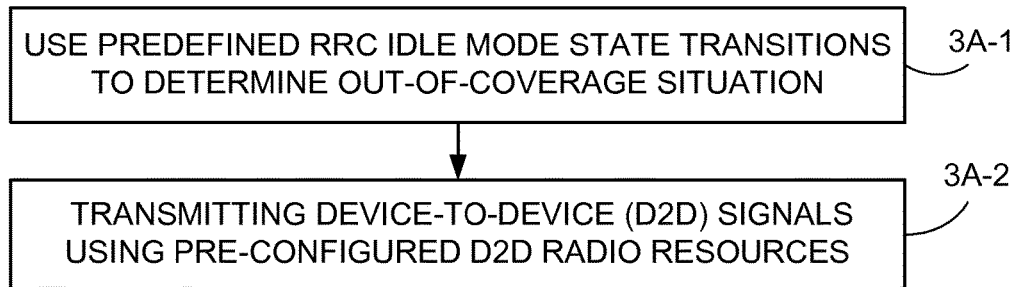 USE PREDEFINED RRC IDLE MODE STATE TRANSITIONS
TO DETERMINE OUT-OF-COVERAGE SITUATION
3A-1
TRANSMITTING DEVICE-TO-DEVICE (D2D) SIGNALS
USING PRE-CONFIGURED D2D RADIO RESOURCES
3A-2